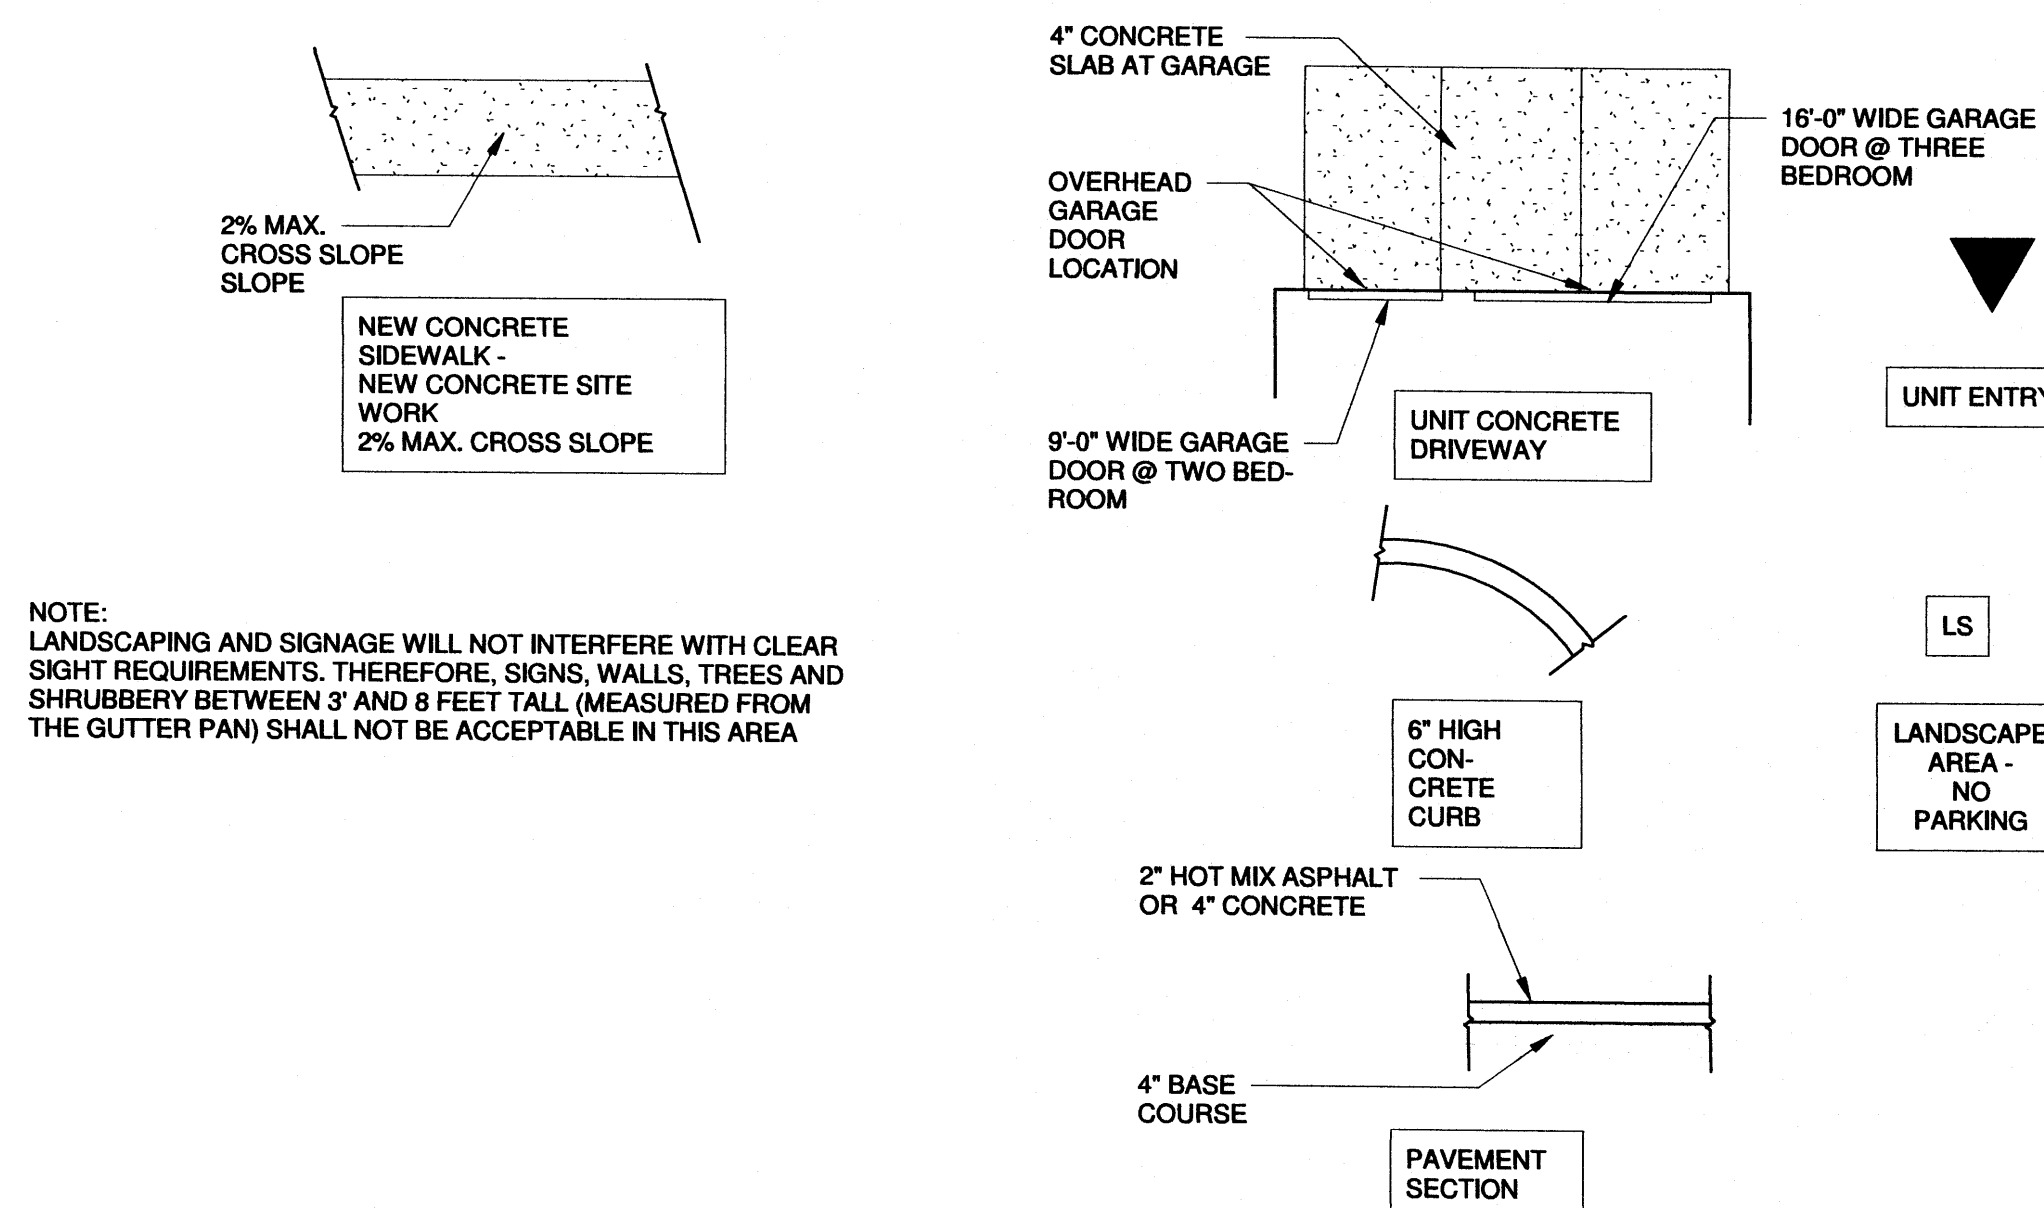 2% MAX.
CROSS SLOPE
SLOPE
NEW CONCRETE
SIDEWALK -
NEW CONCRETE SITE
WORK
2% MAX. CROSS SLOPE
NOTE:
LANDSCAPING AND SIGNAGE WILL NOT INTERFERE WITH CLEAR
SIGHT REQUIREMENTS. THEREFORE, SIGNS, WALLS, TREES AND
SHRUBBERY BETWEEN 3' AND 8 FEET TALL (MEASURED FROM
THE GUTTER PAN) SHALL NOT BE ACCEPTABLE IN THIS AREA
4" CONCRETE
SLAB AT GARAGE
OVERHEAD
GARAGE
DOOR
LOCATION
16'-0" WIDE GARAGE
DOOR @ THREE
BEDROOM
9'-0" WIDE GARAGE
DOOR @ TWO BED-
ROOM
UNIT CONCRETE
DRIVEWAY
UNIT ENTRY
6" HIGH
CON-
CRETE
CURB
LS
LANDSCAPE
AREA -
NO
PARKING
2" HOT MIX ASPHALT
OR 4" CONCRETE
4" BASE
COURSE
PAVEMENT
SECTION